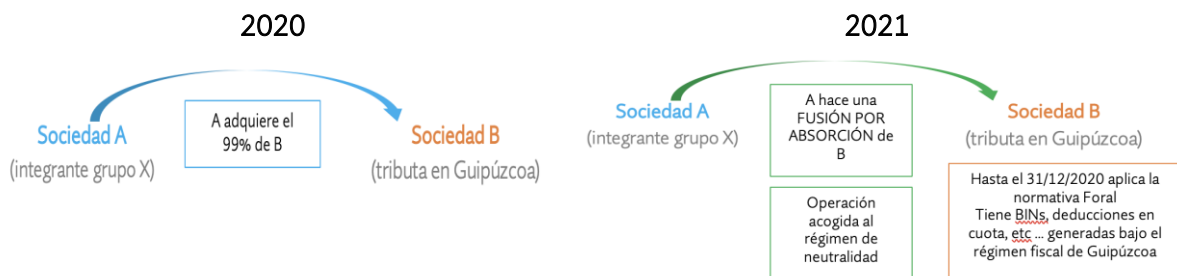 2020
A adquiere el
99% de B
Sociedad A
(integrante grupo X)
Sociedad B
(tributa en Guipúzcoa)
2021
Sociedad A
(integrante grupo X)
A hace una
FUSIÓN POR
ABSORCIÓN de
B
Operación
acogida al
régimen de
neutralidad
Sociedad B
(tributa en Guipúzcoa)
Hasta el 31/12/2020 aplica la
normativa Foral
Tiene BINs, deducciones en
cuota, etc ... generadas bajo el
régimen fiscal de Guipúzcoa